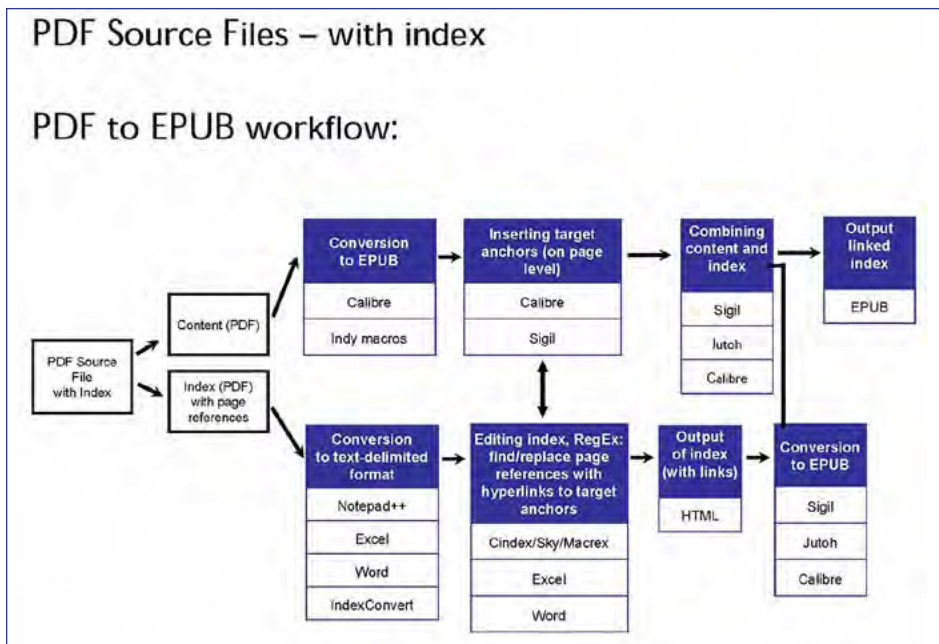 PDF Source Files – with index
PDF to EPUB workflow:
PDF Source
File
with Index
Content (PDF)
Index (PDF)
with page
references
Conversion
to EPUB
Calibre
Indy macros
Inserting target
anchors (on page
level)
Calibre
Sigil
Combining
content and
index
Sigil
Jutoh
Calibre
Output
linked
index
EPUB
Conversion
to text-delimited
format
Notepad++
Excel
Word
IndexConvert
Editing index, RegEx:
find/replace page
references with
hyperlinks to target
anchors
Cindex/Sky/Macrex
Excel
Word
Output
of index
(with links)
HTML
Conversion
to EPUB
Sigil
Jutoh
Calibre